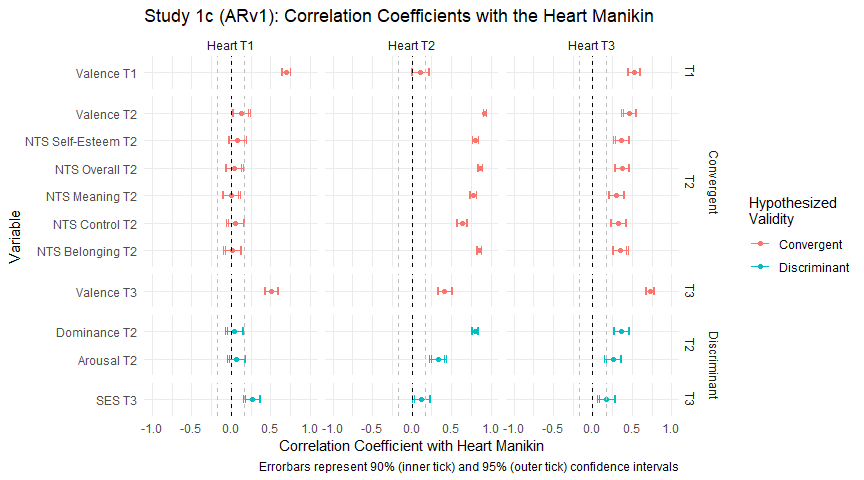 Study 1c (ARv1): Correlation Coefficients with the Heart Manikin
Heart T1 Heart T2 Heart T3
Valence T1
T1
Valence T2
NTS Self-Esteem T2
NTS Overall T2
NTS Meaning T2
NTS Control T2
NTS Belonging T2
T2
Convergent
Valence T3
T3
Dominance T2
Arousal T2
T2
Discriminant
SES T3
T3
Variable
-1.0 -0.5 0.0 0.5 1.0 -1.0 -0.5 0.0 0.5 1.0 -1.0 -0.5 0.0 0.5 1.0
Correlation Coefficient with Heart Manikin
Errorbars represent 90% (inner tick) and 95% (outer tick) confidence intervals
Hypothesized
Validity
Convergent
Discriminant